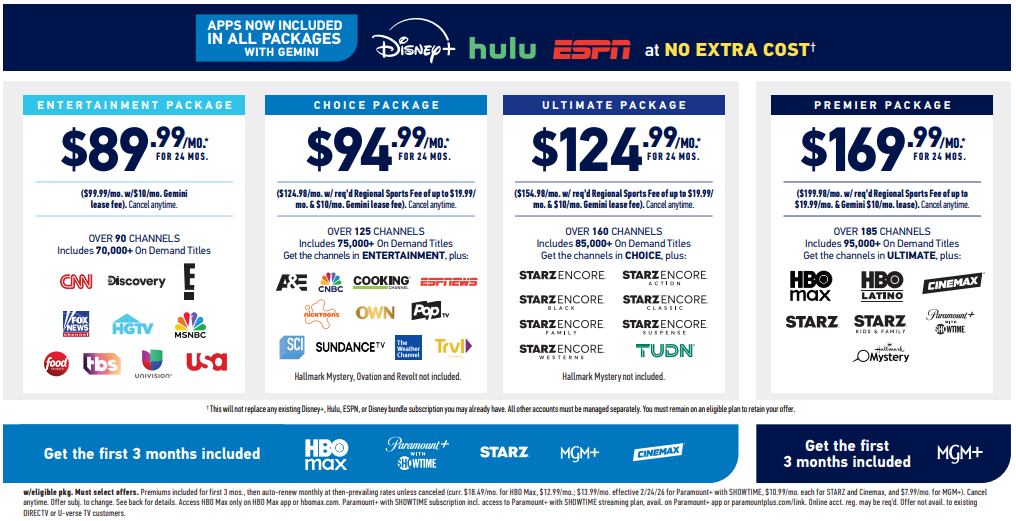 APPS NOW INCLUDED
IN ALL PACKAGES
WITH GEMINI
Disney+ hulu ESPN at NO EXTRA COST†
ENTERTAINMENT PACKAGE
$89.99/MO.*
FOR 24 MOS.
($99.99/mo. w/$10/mo. Gemini
lease fee). Cancel anytime.
OVER 90 CHANNELS
Includes 70,000+ On Demand Titles
CNN Discovery E!
FOX NEWS channel HGTV MSNBC
food network tbs UNIVISION usa
CHOICE PACKAGE
$94.99/MO.*
FOR 24 MOS.
($124.98/mo. w/ req'd Regional Sports Fee of up to $19.99/
mo. & $10/mo. Gemini lease fee). Cancel anytime.
OVER 125 CHANNELS
Includes 75,000+ On Demand Titles
Get the channels in ENTERTAINMENT, plus:
A&E CNBC COOKING CHANNEL ESPNEWS
nicktoons OWN Pop TV
SCI SUNDANCE TV The Weather Channel Trvl
Hallmark Mystery, Ovation and Revolt not included.
ULTIMATE PACKAGE
$124.99/MO.*
FOR 24 MOS.
($154.98/mo. w/ req'd Regional Sports Fee of up to $19.99/
mo. & $10/mo. Gemini lease fee). Cancel anytime.
OVER 160 CHANNELS
Includes 85,000+ On Demand Titles
Get the channels in CHOICE, plus:
STARZ ENCORE STARZ ENCORE ACTION
STARZ ENCORE BLACK STARZ ENCORE CLASSIC
STARZ ENCORE FAMILY STARZ ENCORE SUSPENSE
STARZ ENCORE WESTERNS TUDN
Hallmark Mystery not included.
PREMIER PACKAGE
$169.99/MO.*
FOR 24 MOS.
($199.98/mo. w/ req'd Regional Sports Fee of up to
$19.99/mo. & Gemini $10/mo. lease). Cancel anytime.
OVER 185 CHANNELS
Includes 95,000+ On Demand Titles
Get the channels in ULTIMATE, plus:
HBO max HBO LATINO CINEMAX
STARZ STARZ KIDS & FAMILY Paramount+ WITH SHOWTIME
Hallmark Mystery
†This will not replace any existing Disney+, Hulu, ESPN, or Disney bundle subscription you may already have. All other accounts must be managed separately. You must remain on an eligible plan to retain your offer.
Get the first 3 months included HBO max Paramount+ WITH SHOWTIME STARZ MGM+ CINEMAX
Get the first
3 months included MGM+
w/eligible pkg. Must select offers. Premiums included for first 3 mos., then auto-renew monthly at then-prevailing rates unless canceled (curr. $18.49/mo. for HBO Max, $12.99/mo.; $13.99/mo. effective 2/24/26 for Paramount+ with SHOWTIME, $10.99/mo. each for STARZ and Cinemax, and $7.99/mo. for MGM+). Cancel
anytime. Offer subj. to change. See back for details. Access HBO Max only on HBO Max app or hbomax.com. Paramount+ with SHOWTIME subscription incl. access to Paramount+ with SHOWTIME streaming plan, avail. on Paramount+ app or paramountplus.com/link. Online acct. reg. may be req'd. Offer not avail. to existing
DIRECTV or U-verse TV customers.